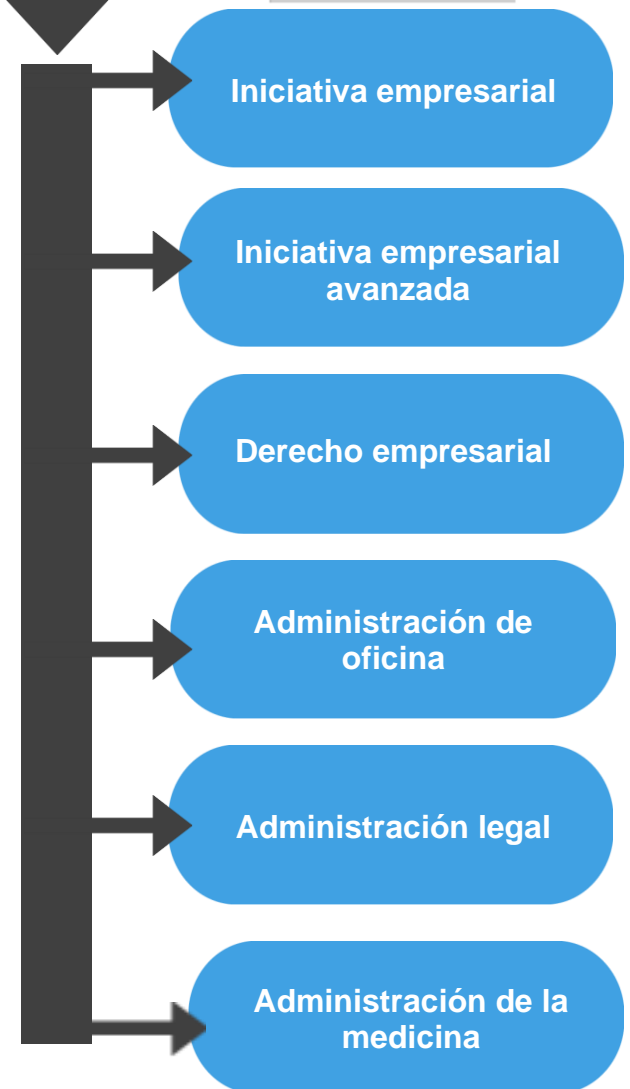 Iniciativa empresarial
Iniciativa empresarial
avanzada
Derecho empresarial
Administración de
oficina
Administración legal
Administración de la
medicina